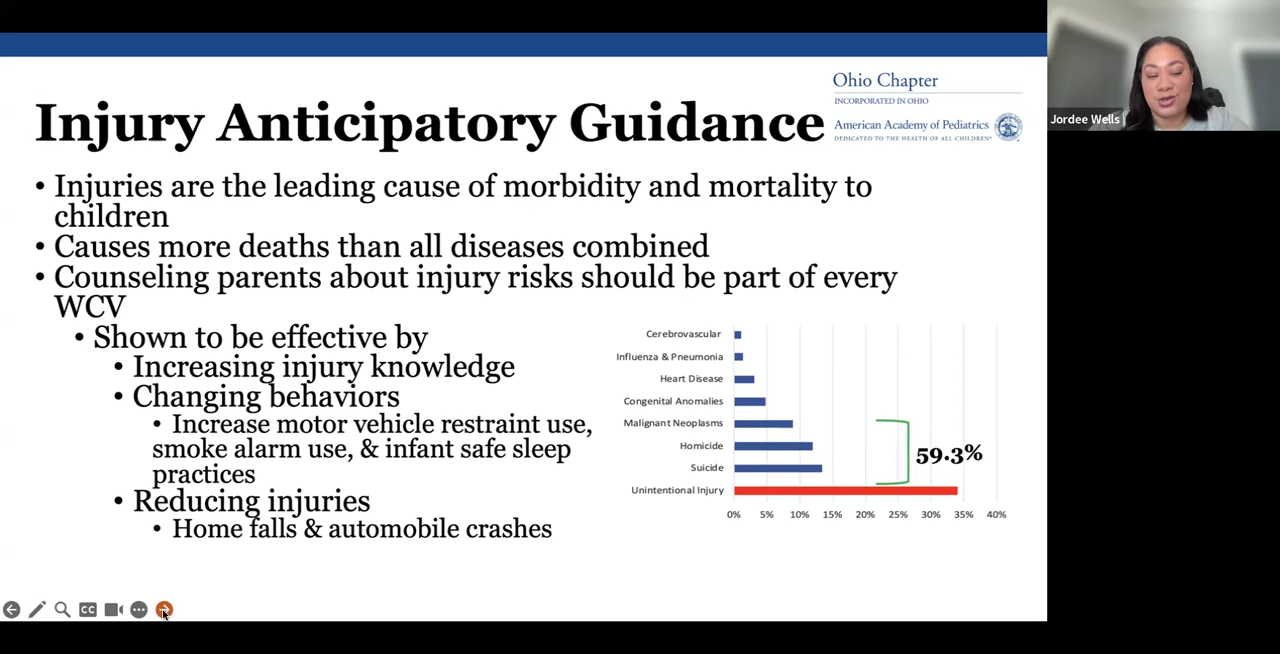 Ohio Chapter
INCORPORATED IN OHIO
American Academy of Pediatrics
DEDICATED TO THE HEALTH OF ALL CHILDREN®
Injury Anticipatory Guidance
Jordee Wells
• Injuries are the leading cause of morbidity and mortality to
children
• Causes more deaths than all diseases combined
• Counseling parents about injury risks should be part of every
WCV
• Shown to be effective by
• Increasing injury knowledge
• Changing behaviors
• Increase motor vehicle restraint use,
smoke alarm use, & infant safe sleep
practices
• Reducing injuries
• Home falls & automobile crashes
Cerebrovascular
Influenza & Pneumonia
Heart Disease
Congenital Anomalies
Malignant Neoplasms
Homicide
Suicide
Unintentional Injury
59.3%
0% 5% 10% 15% 20% 25% 30% 35% 40%
CC